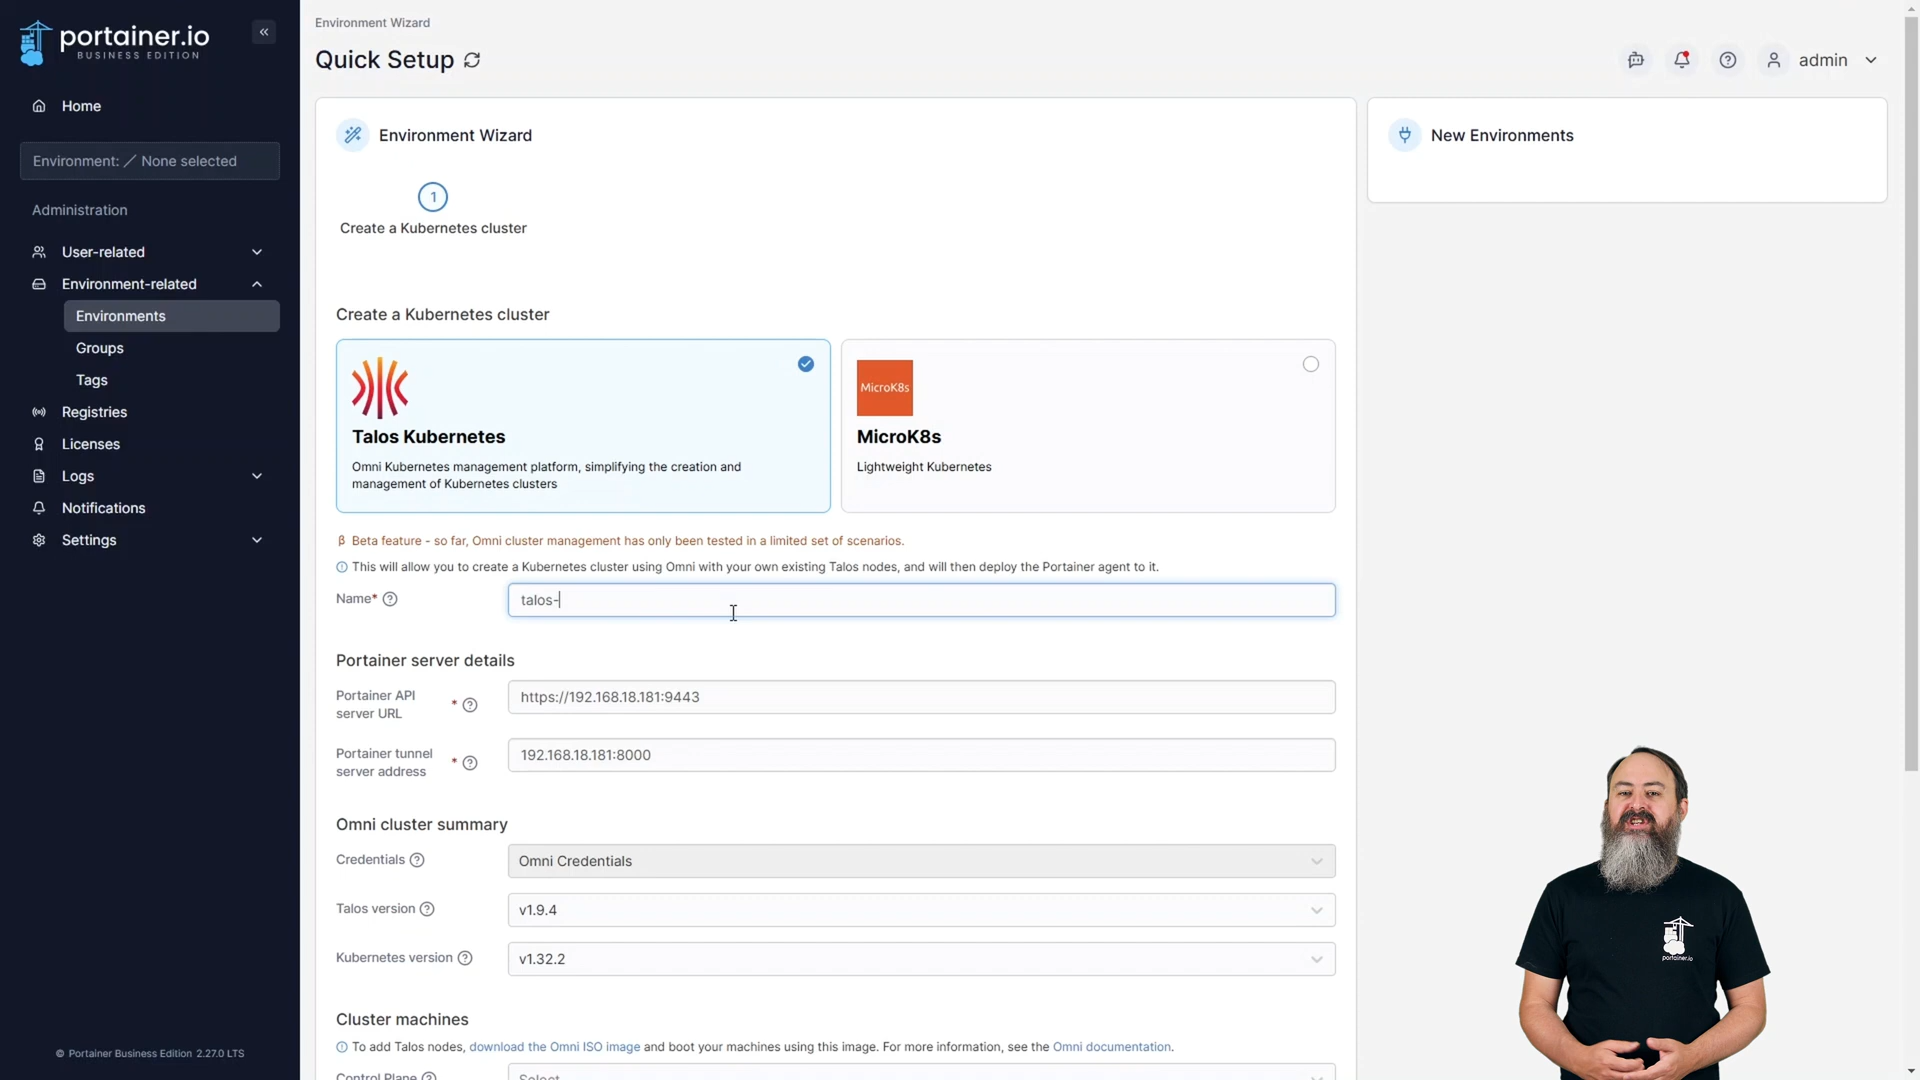 portainer.io
BUSINESS EDITION
Home
Environment: None selected
Administration
User-related
Environment-related
Environments
Groups
Tags
Registries
Licenses
Logs
Notifications
Settings
© Portainer Business Edition 2.27.0 LTS
Environment Wizard
Quick Setup
admin
Environment Wizard
1
Create a Kubernetes cluster
Create a Kubernetes cluster
Talos Kubernetes
Omni Kubernetes management platform, simplifying the creation and
management of Kubernetes clusters
MicroK8s
MicroK8s
Lightweight Kubernetes
β Beta feature - so far, Omni cluster management has only been tested in a limited set of scenarios.
This will allow you to create a Kubernetes cluster using Omni with your own existing Talos nodes, and will then deploy the Portainer agent to it.
Name* talos-
Portainer server details
Portainer API
server URL * https://192.168.18.181:9443
Portainer tunnel
server address * 192.168.18.181:8000
Omni cluster summary
Credentials Omni Credentials
Talos version v1.9.4
Kubernetes version v1.32.2
Cluster machines
To add Talos nodes, download the Omni ISO image and boot your machines using this image. For more information, see the Omni documentation.
Control Plane Select
New Environments
portainer.io